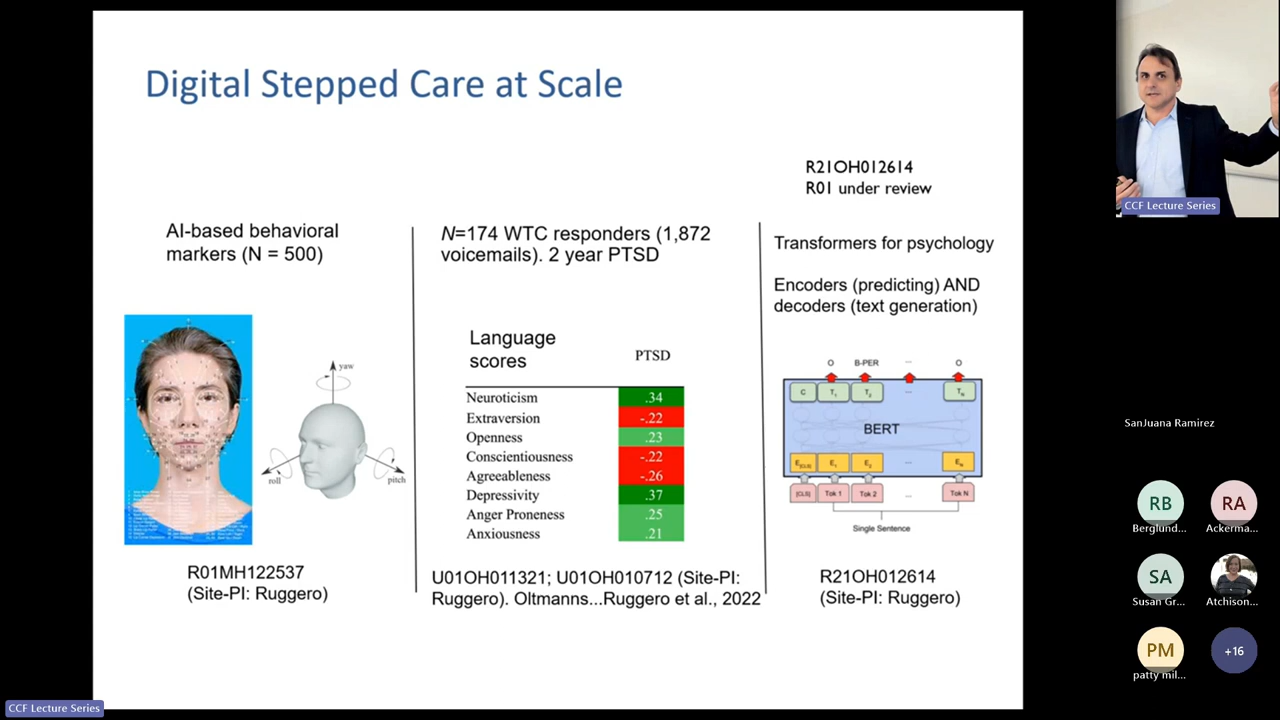 Digital Stepped Care at Scale
R21OH012614
R01 under review
AI-based behavioral
markers (N = 500)
yaw
roll
pitch
R01MH122537
(Site-PI: Ruggero)
N=174 WTC responders (1,872
voicemails). 2 year PTSD
Language
scores
PTSD
Neuroticism .34
Extraversion -.22
Openness .23
Conscientiousness -.22
Agreeableness -.26
Depressivity .37
Anger Proneness .25
Anxiousness .21
U01OH011321; U01OH010712 (Site-PI:
Ruggero). Oltmanns...Ruggero et al., 2022
Transformers for psychology
Encoders (predicting) AND
decoders (text generation)
O B-PER ... O
C T1 T2 ... TN
BERT
E[CLS] E1 E2 ... EN
[CLS] Tok 1 Tok 2 ... Tok N
Single Sentence
R21OH012614
(Site-PI: Ruggero)
CCF Lecture Series
SanJuana Ramirez
RB
RA
Berglund...
Ackerma...
SA
Susan Gr...
Atchison...
PM
+16
patty mil...
CCF Lecture Series